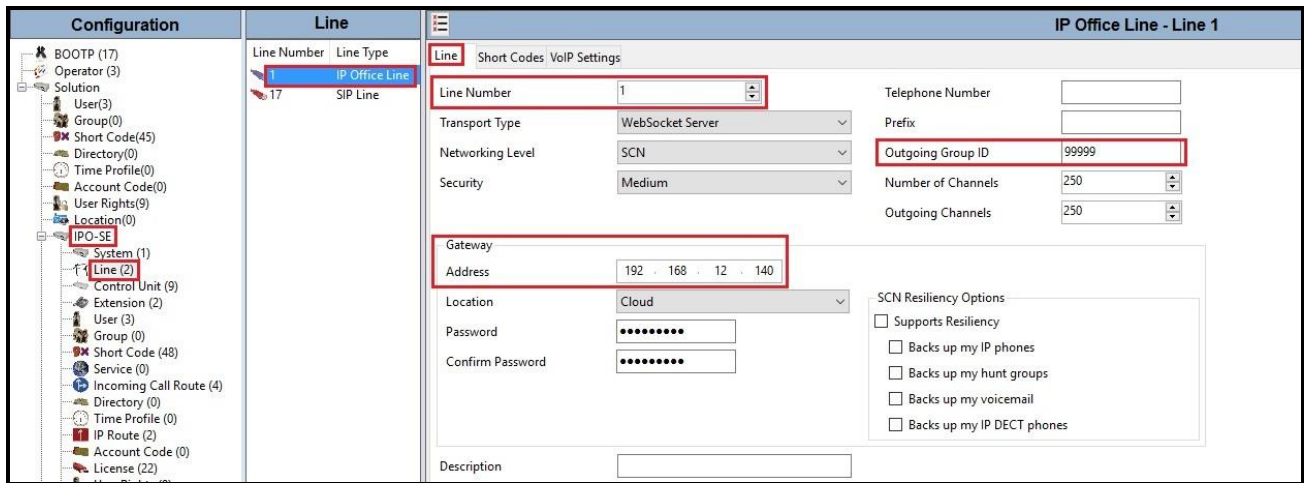 Configuration
BOOTP (17)
Operator (3)
Solution
User(3)
Group(0)
Short Code(45)
Directory(0)
Time Profile(0)
Account Code(0)
User Rights(9)
Location(0)
IPO-SE
System (1)
Line (2)
Control Unit (9)
Extension (2)
User (3)
Group (0)
Short Code (48)
Service (0)
Incoming Call Route (4)
Directory (0)
Time Profile (0)
IP Route (2)
Account Code (0)
License (22)
Line
Line Number Line Type
1 IP Office Line
17 SIP Line
IP Office Line - Line 1
Line Short Codes VoIP Settings
Line Number 1
Transport Type WebSocket Server
Networking Level SCN
Security Medium
Telephone Number
Prefix
Outgoing Group ID 99999
Number of Channels 250
Outgoing Channels 250
Gateway
Address 192 . 168 . 12 . 140
Location Cloud
Password •••••••••
Confirm Password •••••••••
SCN Resiliency Options
Supports Resiliency
Backs up my IP phones
Backs up my hunt groups
Backs up my voicemail
Backs up my IP DECT phones
Description